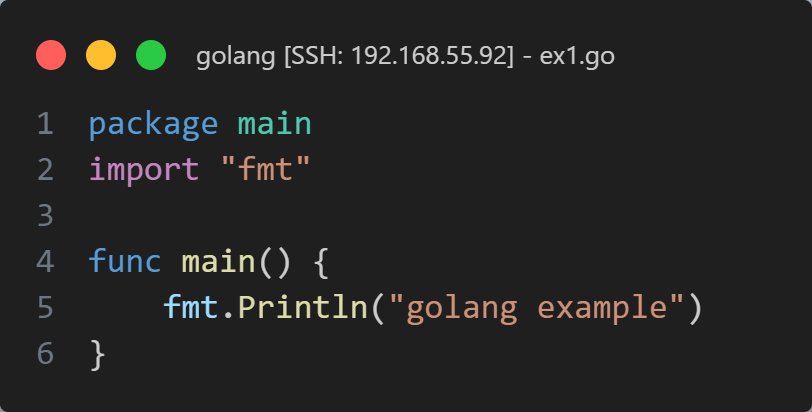 golang [SSH: 192.168.55.92] - ex1.go
1 package main
2 import "fmt"
3
4 func main() {
5     fmt.Println("golang example")
6 }